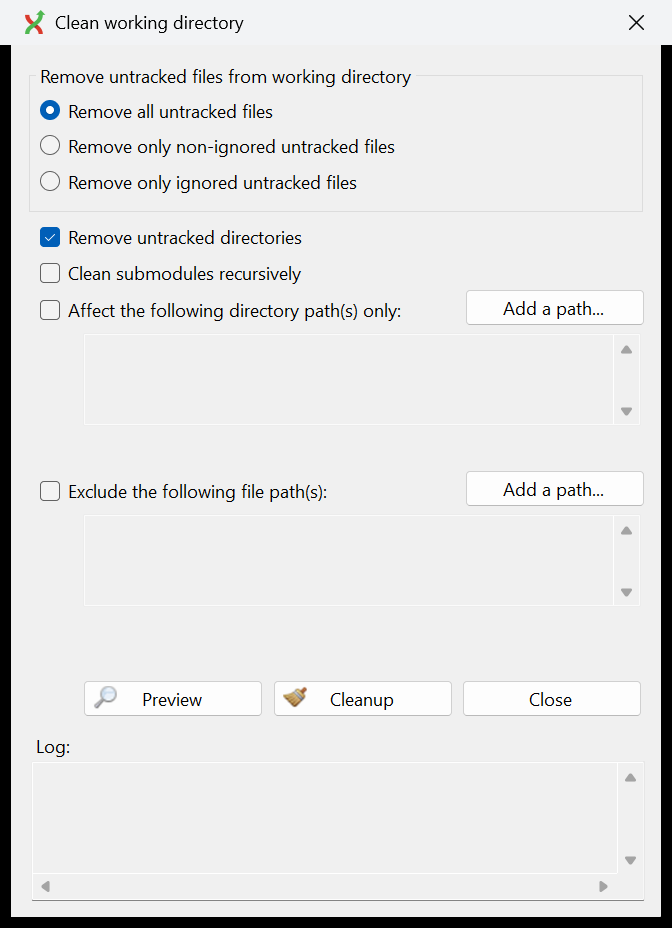 Clean working directory
Remove untracked files from working directory
Remove all untracked files
Remove only non-ignored untracked files
Remove only ignored untracked files
Remove untracked directories
Clean submodules recursively
Affect the following directory path(s) only:
Add a path...
Exclude the following file path(s):
Add a path...
Preview
Cleanup
Close
Log: